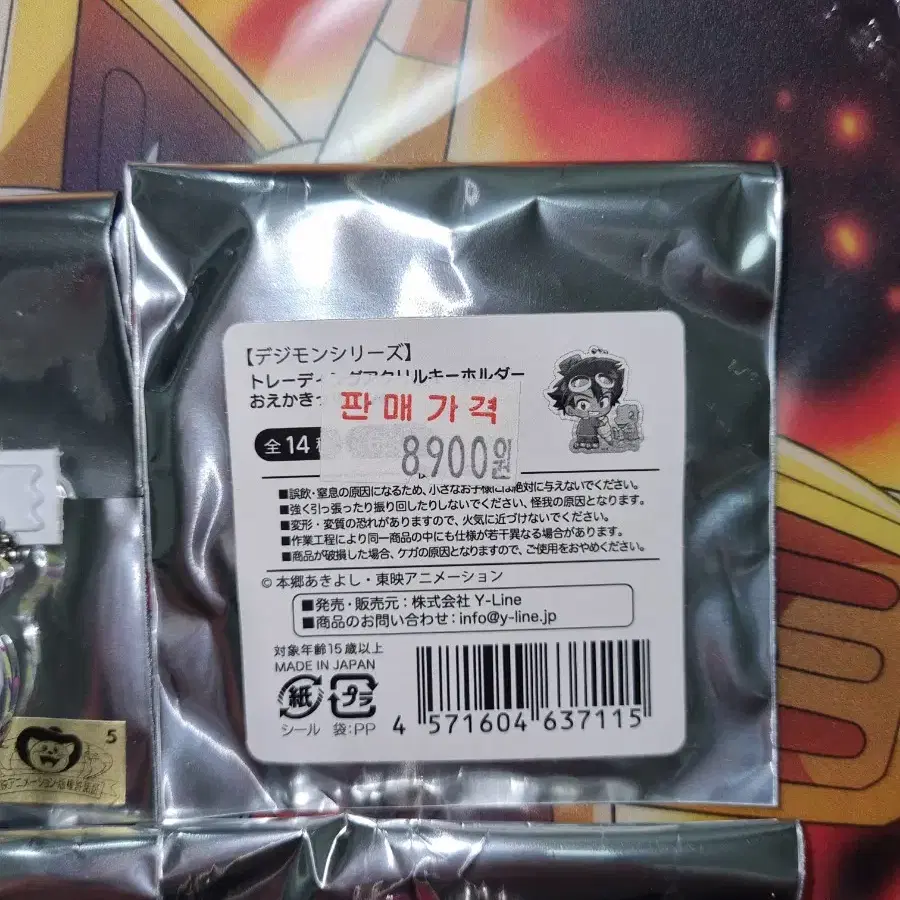 【デジモンシリーズ】
トレーディングアクリルキーホルダー
おえかき
판매가격
全14種
8,900원
■誤飲・窒息の原因になるため、小さなお子様には絶対に与えないでください。
■強く引っ張ったり振り回したりしないでください、怪我の原因となります。
■変形・変質の恐れがありますので、火気に近づけないでください。
■作業工程により同一商品の中にも仕様が若干異なる場合があります。
■商品が破損した場合、ケガの原因となりますので、ご使用をおやめください。
© 本郷あきよし・東映アニメーション
■発売・販売元：株式会社 Y-Line
■商品のお問い合わせ：info@y-line.jp
対象年齢15歳以上
MADE IN JAPAN
紙 プラ
シール 袋:PP
4 571604 637115
5